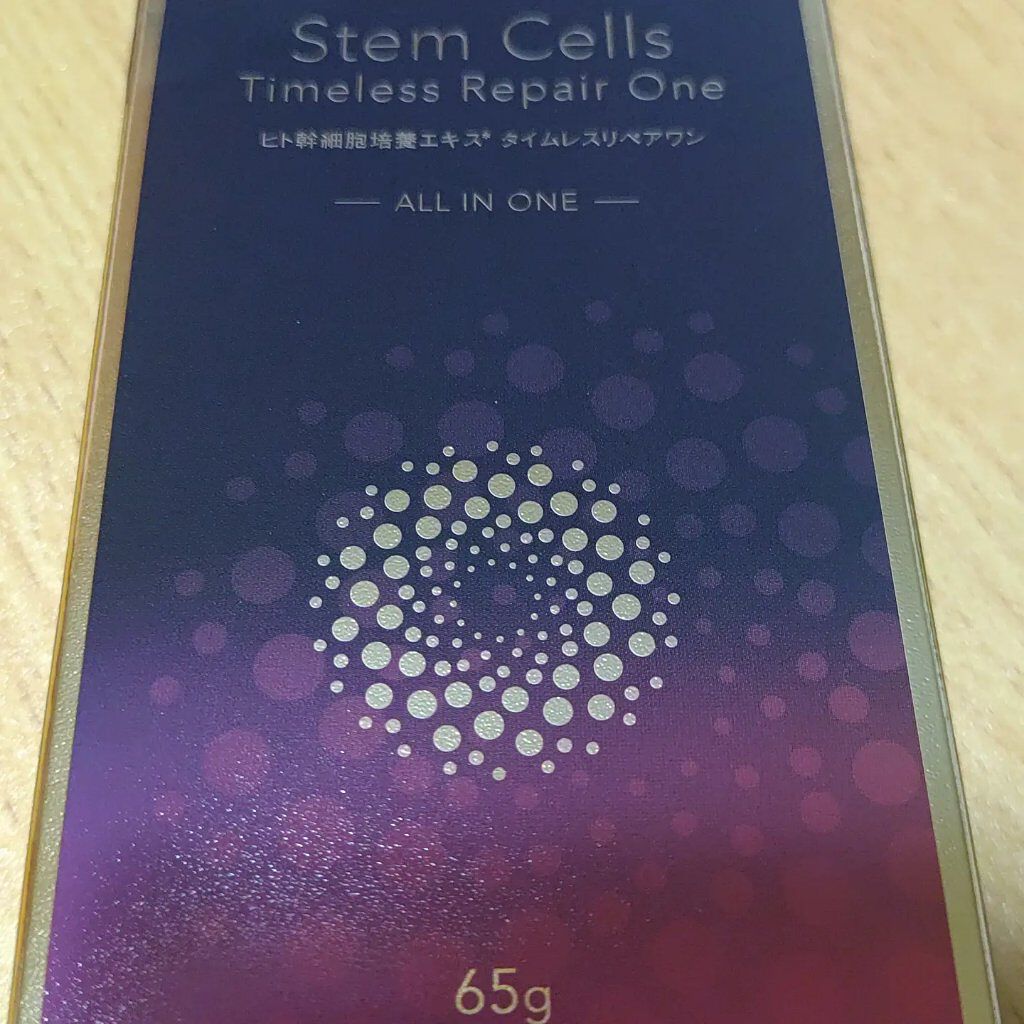 Stem Cells
Timeless Repair One
ヒト幹細胞培養エキス* タイムレスリペアワン
— ALL IN ONE —
65g